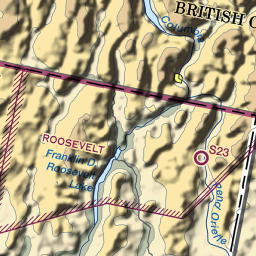 Columbia
BRITISH C
ROOSEVELT
S23
Franklin D.
Roosevelt
Lake
Pend Oreille